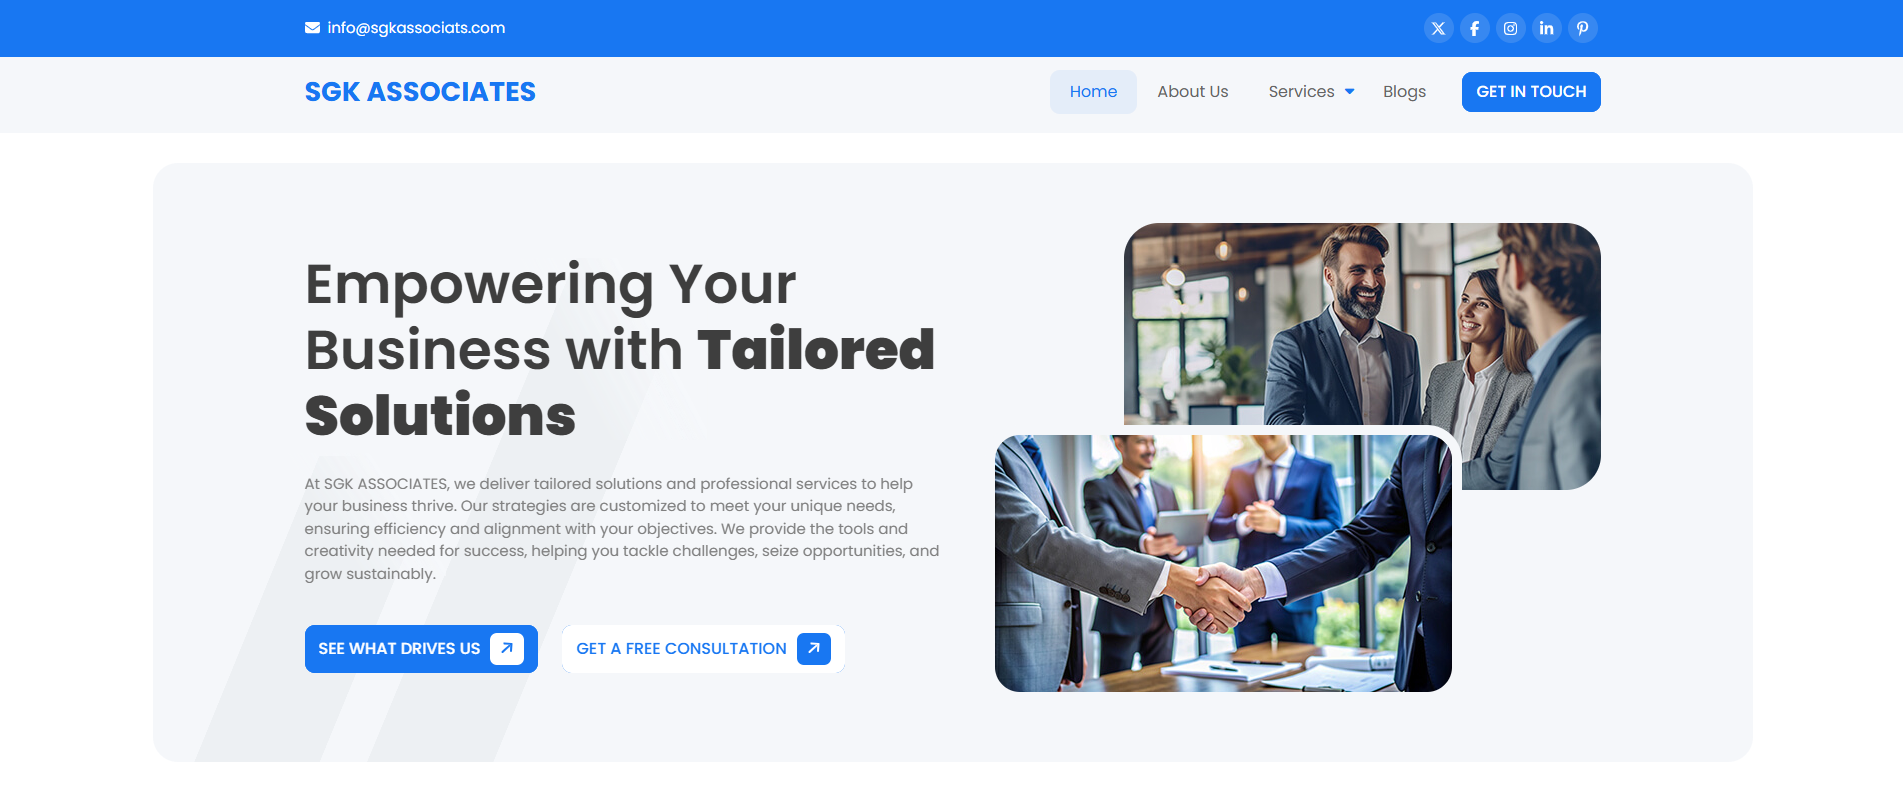 info@sgkassociats.com
SGK ASSOCIATES
Home About Us Services Blogs GET IN TOUCH
Empowering Your
Business with Tailored
Solutions
At SGK ASSOCIATES, we deliver tailored solutions and professional services to help
your business thrive. Our strategies are customized to meet your unique needs,
ensuring efficiency and alignment with your objectives. We provide the tools and
creativity needed for success, helping you tackle challenges, seize opportunities, and
grow sustainably.
SEE WHAT DRIVES US GET A FREE CONSULTATION